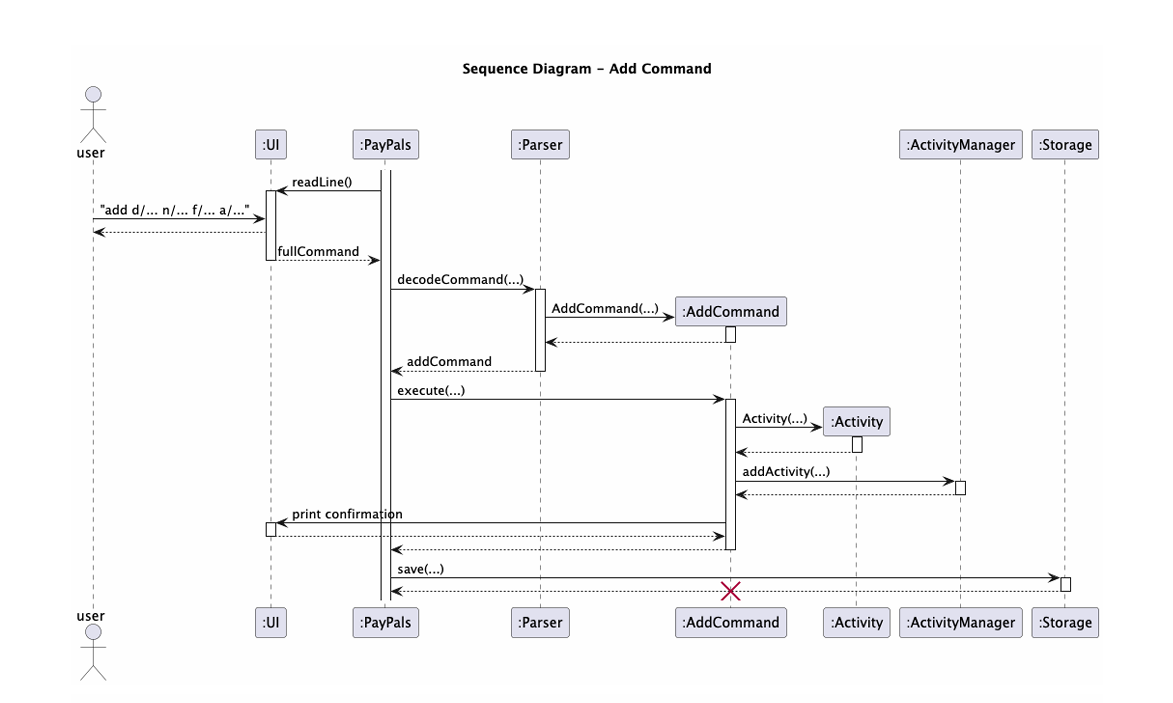 Sequence Diagram – Add Command
user
:UI
:PayPals
:Parser
:ActivityManager
:Storage
readLine()
"add d/... n/... f/... a/..."
fullCommand
decodeCommand(...)
AddCommand(...)
:AddCommand
addCommand
execute(...)
Activity(...)
:Activity
addActivity(...)
print confirmation
save(...)
user
:UI
:PayPals
:Parser
:AddCommand
:Activity
:ActivityManager
:Storage